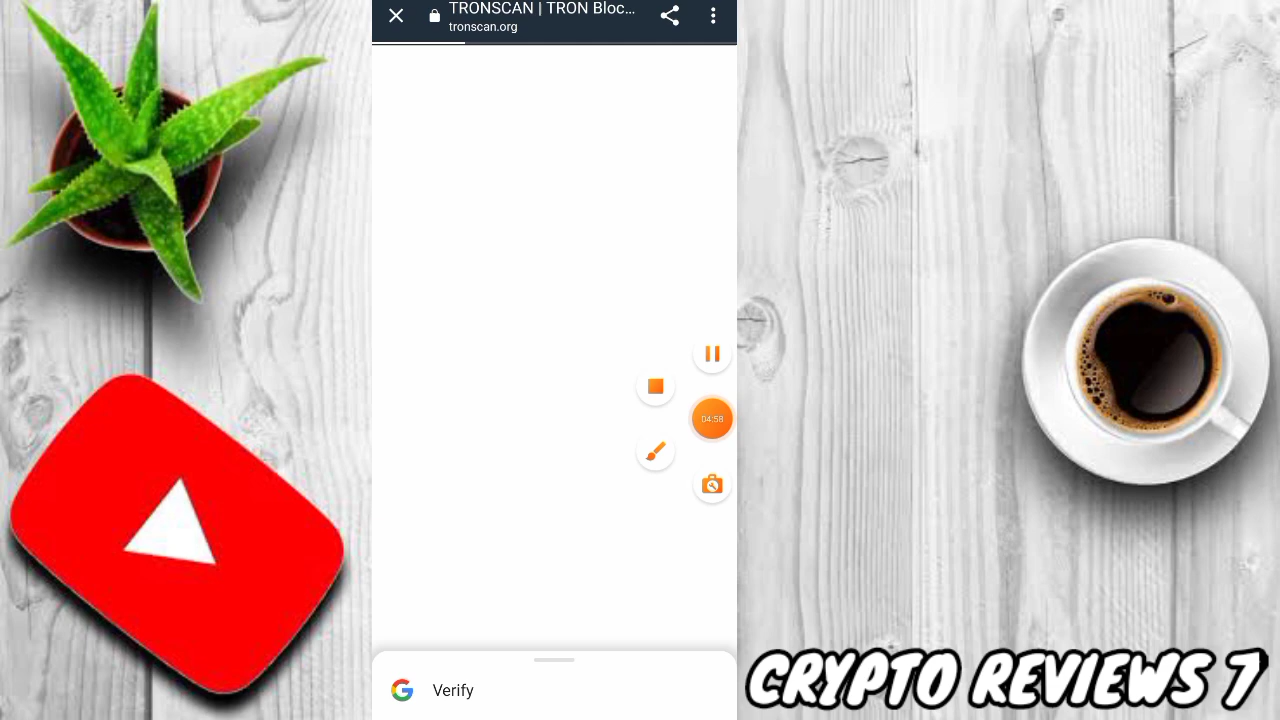 TRONSCAN | TRON Bloc...
tronscan.org
04:58
Verify
CRYPTO REVIEWS 7